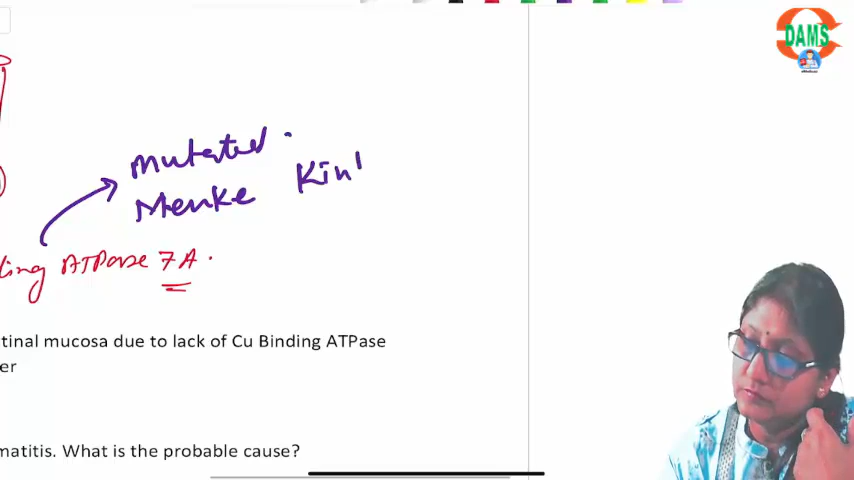 DAMS
Mutated.
Menke Kin'
ding ATPase 7A.
tinal mucosa due to lack of Cu Binding ATPase
er
matitis. What is the probable cause?